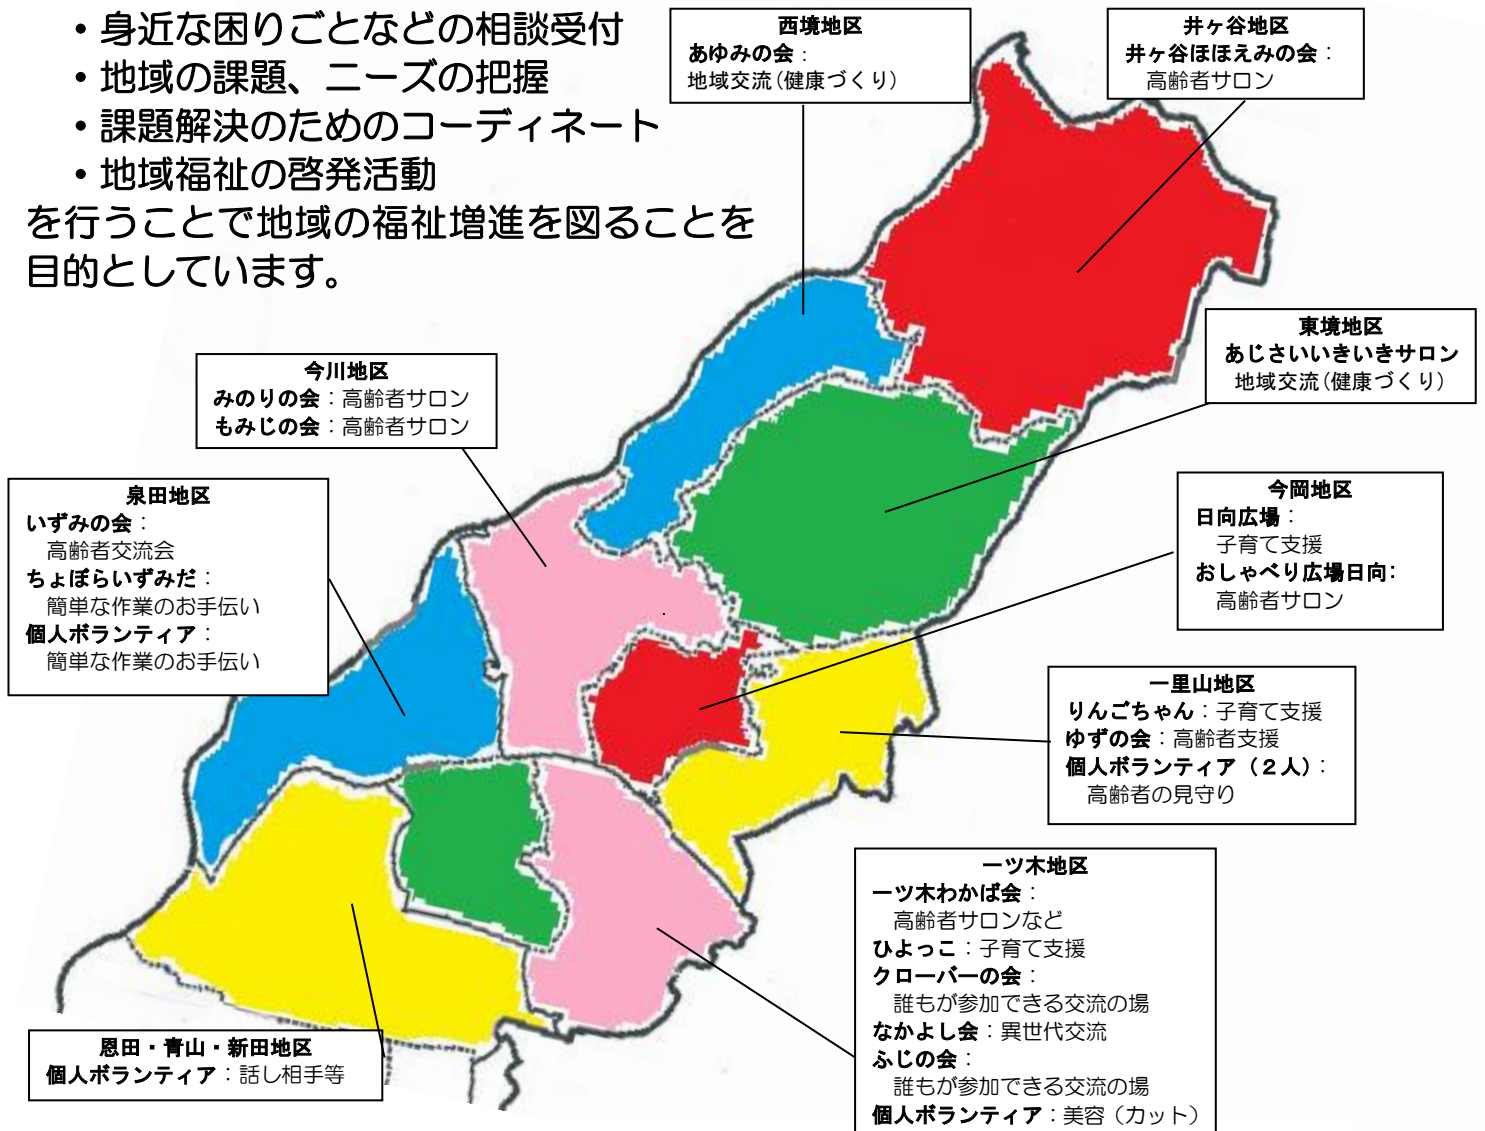 ・身近な困りごとなどの相談受付
・地域の課題、ニーズの把握
・課題解決のためのコーディネート
・地域福祉の啓発活動
を行うことで地域の福祉増進を図ることを
目的としています。
西境地区
あゆみの会：
地域交流(健康づくり)
井ヶ谷地区
井ヶ谷ほほえみの会：
高齢者サロン
東境地区
あじさいいきいきサロン
地域交流(健康づくり)
今川地区
みのりの会：高齢者サロン
もみじの会：高齢者サロン
泉田地区
いずみの会：
高齢者交流会
ちょぼらいずみだ：
簡単な作業のお手伝い
個人ボランティア：
簡単な作業のお手伝い
今岡地区
日向広場：
子育て支援
おしゃべり広場日向:
高齢者サロン
一里山地区
りんごちゃん：子育て支援
ゆずの会：高齢者支援
個人ボランティア（２人）：
高齢者の見守り
一ツ木地区
一ツ木わかば会：
高齢者サロンなど
ひよっこ：子育て支援
クローバーの会：
誰もが参加できる交流の場
なかよし会：異世代交流
ふじの会：
誰もが参加できる交流の場
個人ボランティア：美容（カット）
恩田・青山・新田地区
個人ボランティア：話し相手等